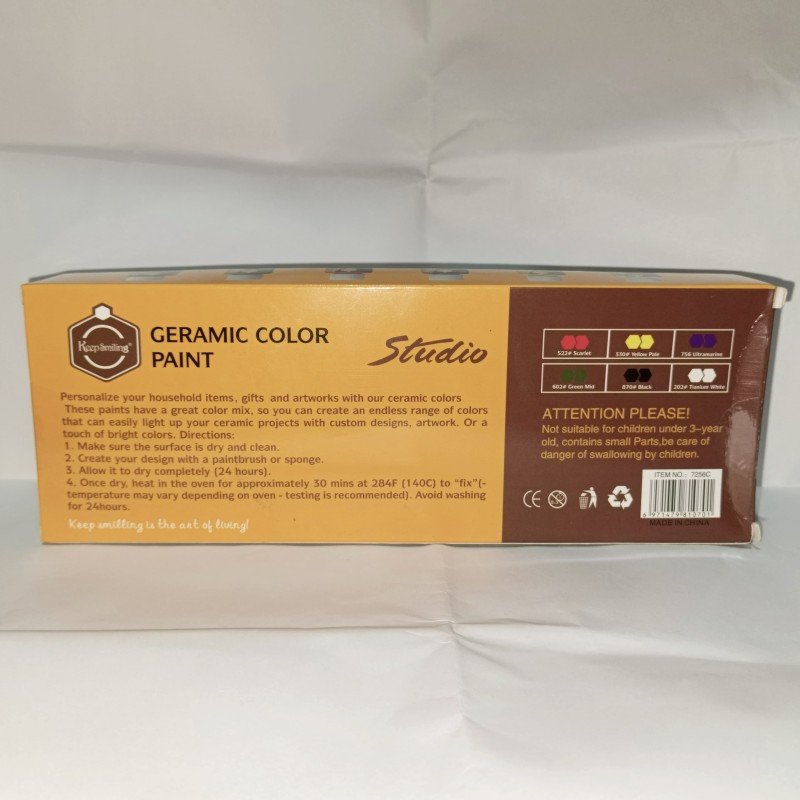 Keep Smiling®
GERAMIC COLOR
PAINT
Studio
Personalize your household items, gifts and artworks with our ceramic colors
These paints have a great color mix, so you can create an endless range of colors
that can easily light up your ceramic projects with custom designs, artwork. Or a
touch of bright colors. Directions:
1. Make sure the surface is dry and clean.
2. Create your design with a paintbrush or sponge.
3. Allow it to dry completely (24 hours).
4. Once dry, heat in the oven for approximately 30 mins at 284F (140C) to “fix”(-
temperature may vary depending on oven - testing is recommended). Avoid washing
for 24hours.
Keep smilling is the art of living!
522# Scarlet
330# Yellow Pale
756 Ultramarine
602# Green Mid
870# Black
202# Tianium White
ATTENTION PLEASE!
Not suitable for children under 3-year
old, contains small Parts,be care of
danger of swallowing by children.
CE
0-3
ITEM NO.: 7256C
6 971479 810701
MADE IN CHINA